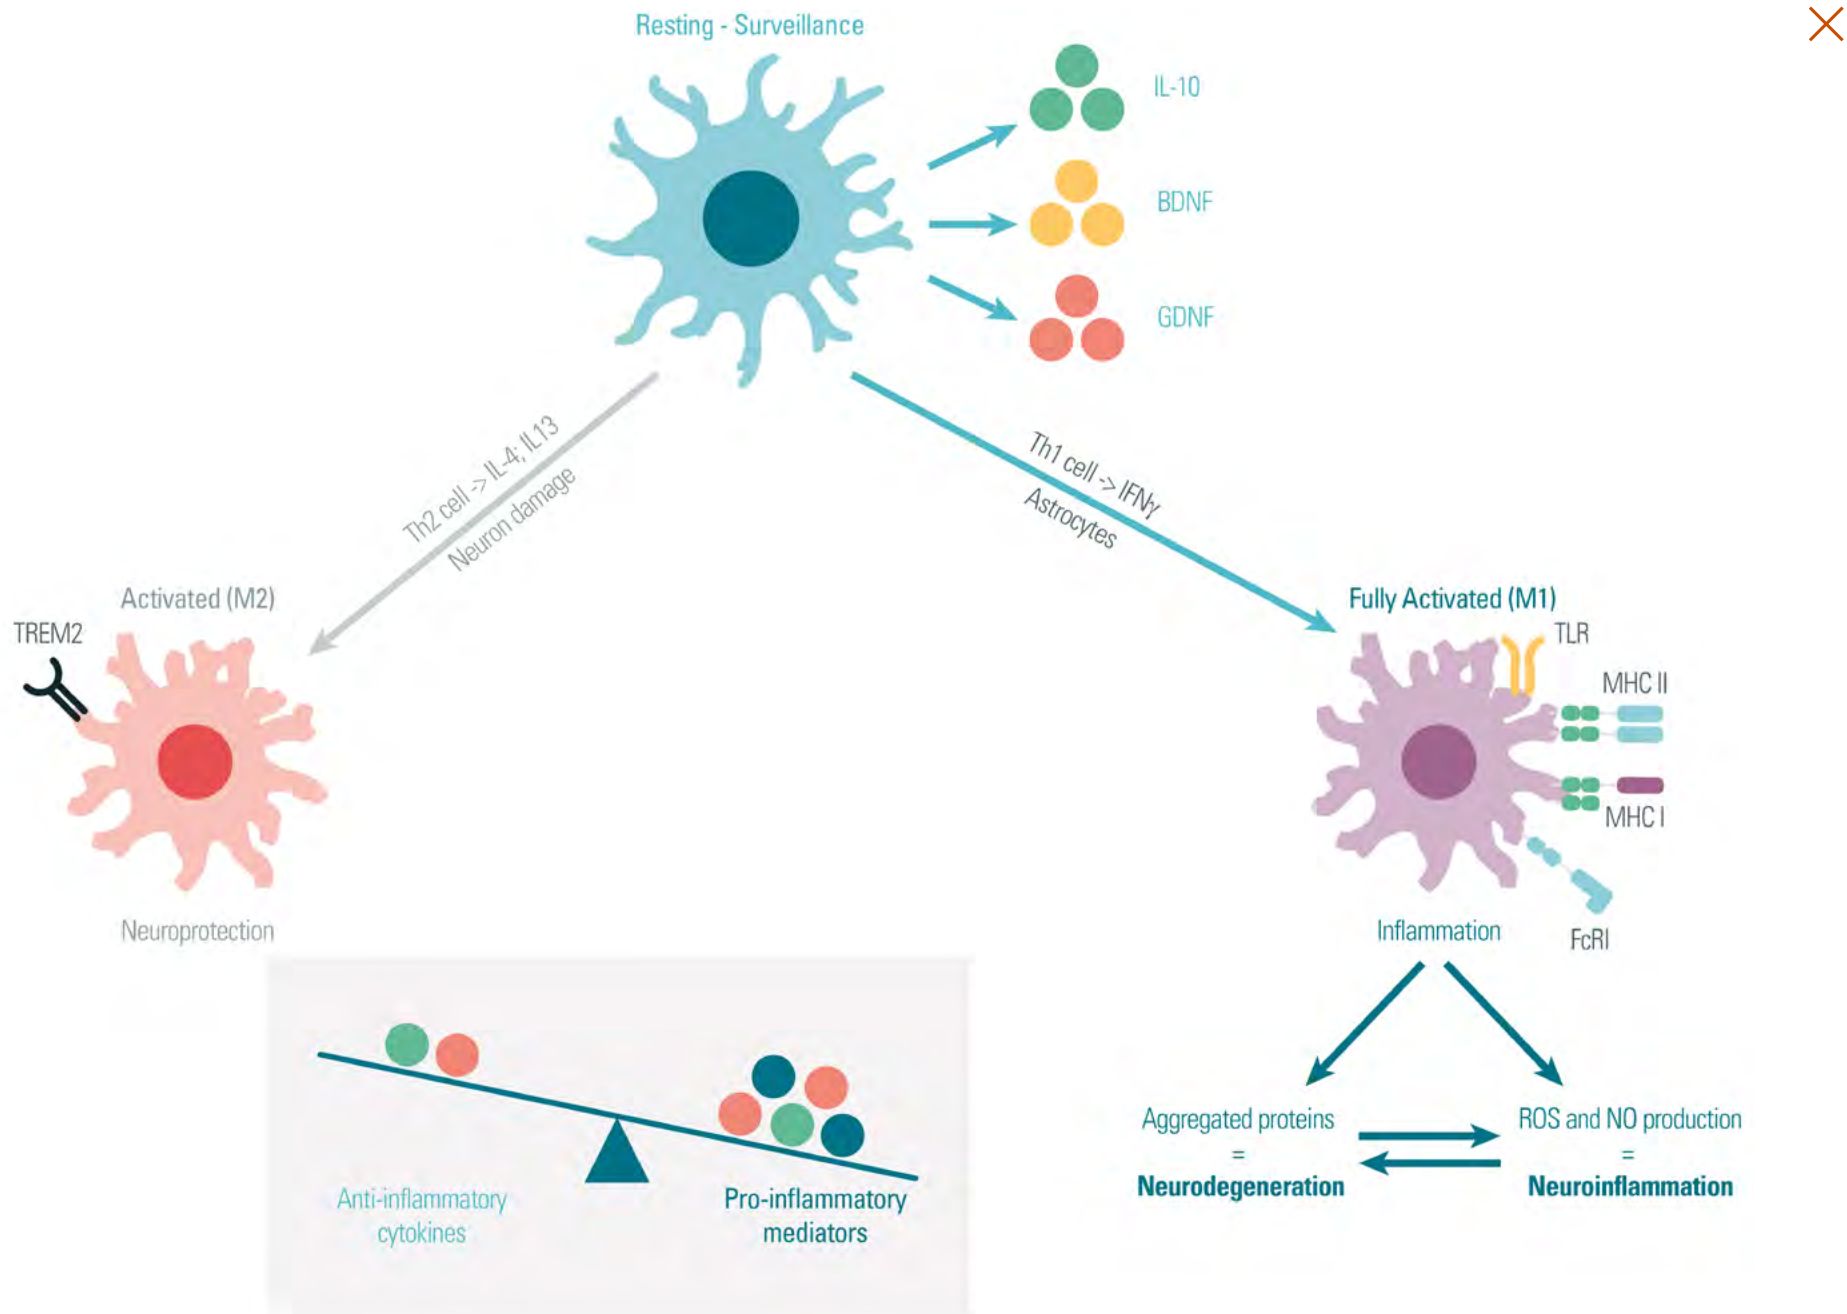 Resting - Surveillance
IL-10
BDNF
GDNF
Th2 cell -> IL-4; IL13
Neuron damage
Th1 cell -> IFNγ
Astrocytes
Activated (M2)
TREM2
Neuroprotection
Fully Activated (M1)
TLR
MHC II
MHC I
FcRI
Inflammation
Aggregated proteins
=
Neurodegeneration
ROS and NO production
=
Neuroinflammation
Anti-inflammatory
cytokines
Pro-inflammatory
mediators